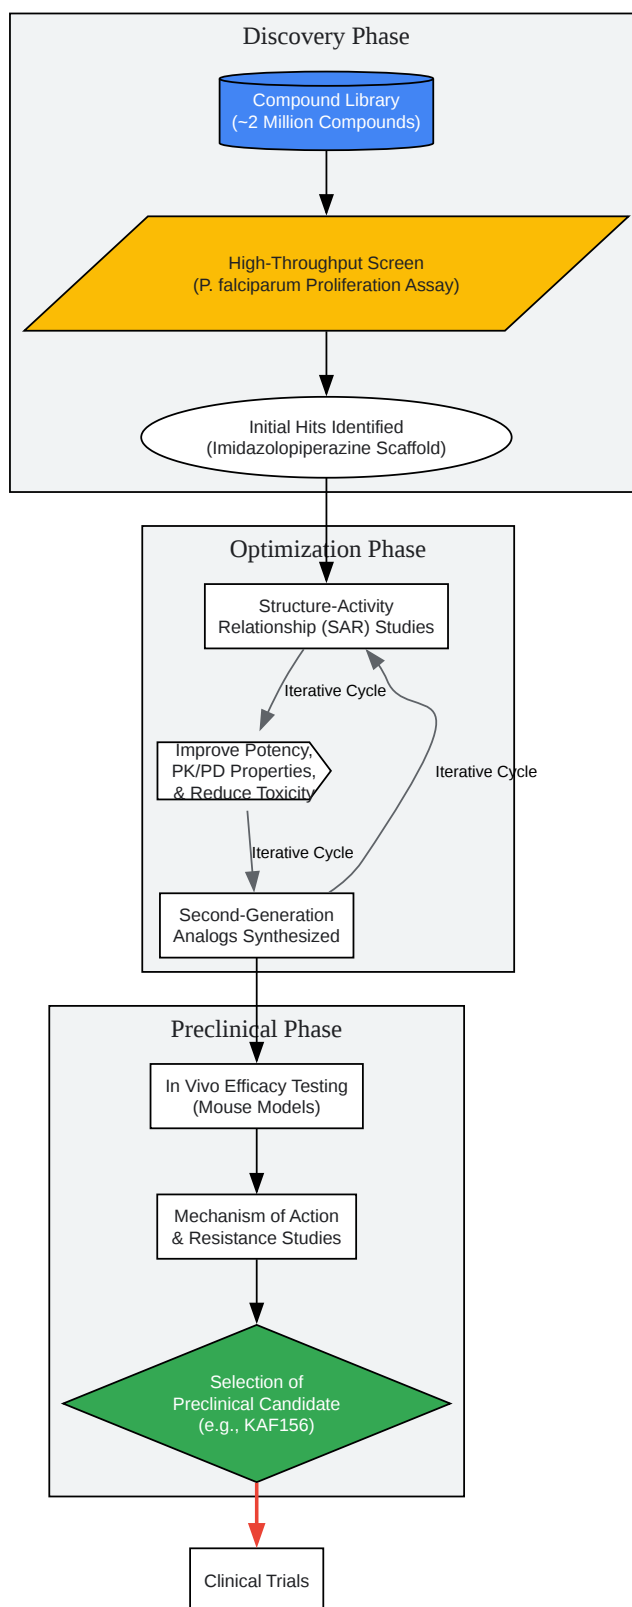 Discovery Phase
Compound Library
(~2 Million Compounds)
High-Throughput Screen
(P. falciparum Proliferation Assay)
Initial Hits Identified
(Imidazolopiperazine Scaffold)
Optimization Phase
Structure-Activity
Relationship (SAR) Studies
Iterative Cycle
Improve Potency,
PK/PD Properties,
& Reduce Toxicity
Iterative Cycle
Iterative Cycle
Second-Generation
Analogs Synthesized
Preclinical Phase
In Vivo Efficacy Testing
(Mouse Models)
Mechanism of Action
& Resistance Studies
Selection of
Preclinical Candidate
(e.g., KAF156)
Clinical Trials